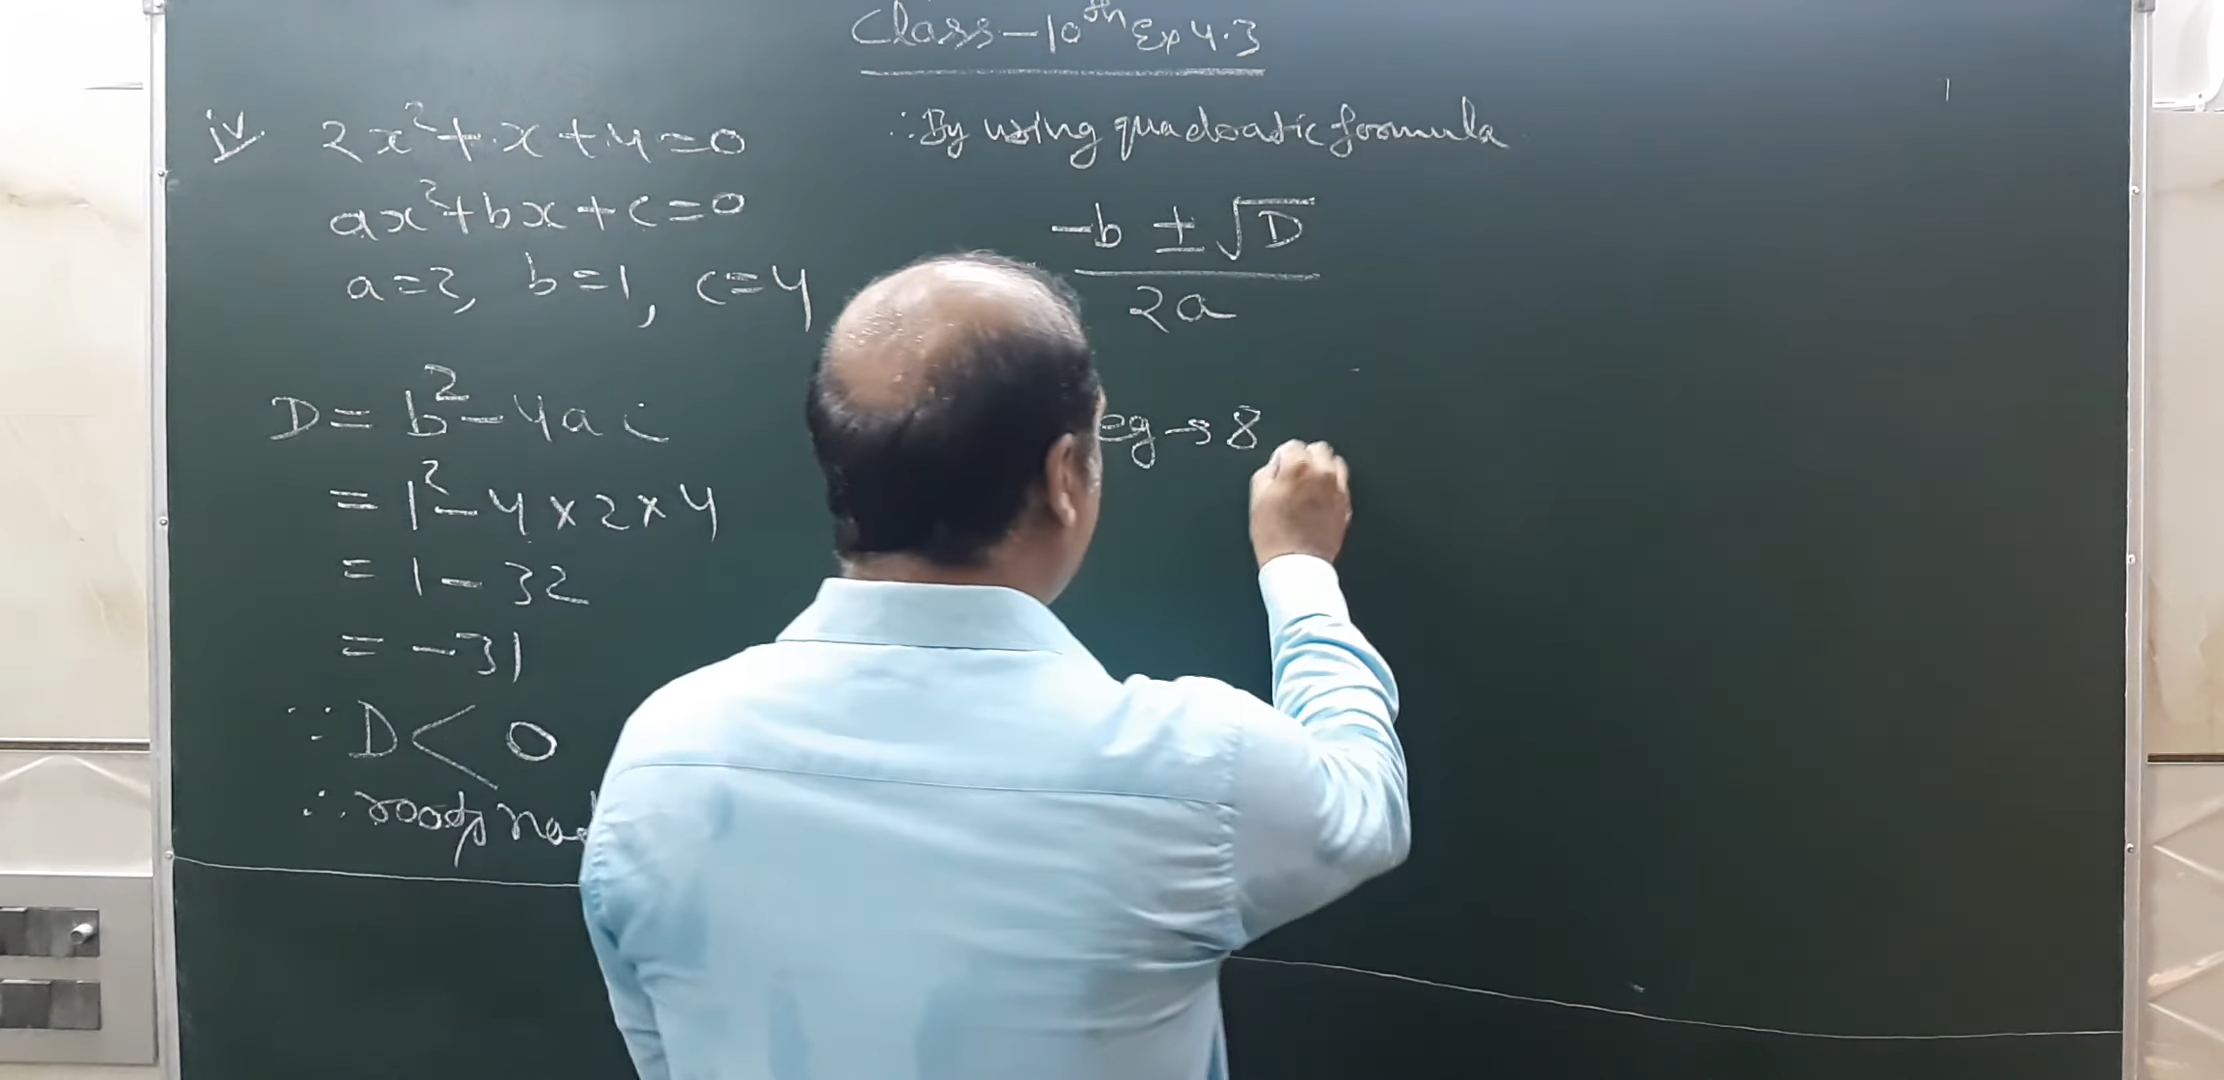 Class-10th Ex 4.3
iv 2x²+x+4=0
ax²+bx+c=0
a=2, b=1, c=4
D = b²-4ac
= 1²-4×2×4
= 1-32
= -31
∵ D < 0
∴ roots
∴ By using quadratic formula
-b ± √D
2a
eg → 8